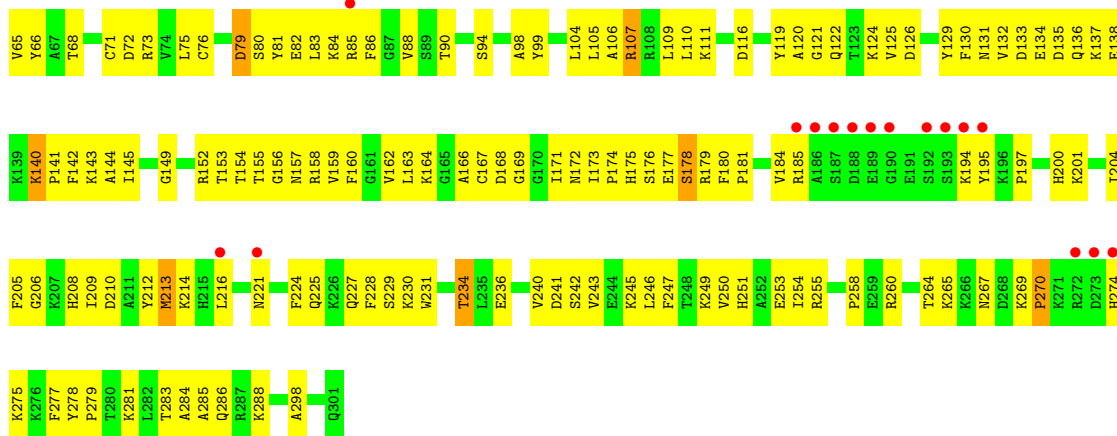 V65 Y66 A67 T68 C71 D72 R73 V74 L75 C76 D79 S80 Y81 E82 L83 K84 R85 F86 G87 V88 S89 T90 S94 A98 Y99 L104 L105 A106 R107 R108 L109 L110 K111 D116 Y119 A120 G121 Q122 T123 K124 V125 D126 Y129 F130 N131 V132 D133 E134 D135 Q136 K137
K139 K140 P141 F142 K143 A144 I145 G149 R152 T153 T154 T155 G156 N157 R158 V159 F160 G161 V162 L163 K164 G165 A166 C167 D168 G169 G170 I171 N172 I173 P174 H175 S176 E177 S178 R179 F180 P181 V184 R185 A186 S187 D188 E189 G190 E191 S192 S193 K194 Y195 K196 P197 H200 K201
F205 G206 K207 H208 I209 D210 A211 Y212 M213 K214 H215 L216 N221 F224 Q225 K226 Q227 F228 S229 K230 W231 T234 L235 E236 V240 D241 S242 V243 E244 K245 L246 F247 T248 K249 V250 H251 A252 E253 I254 R255 P258 E259 R260 T264 K265 K266 N267 D268 K269 P270 K271 R272 D273 H274
K275 K276 F277 Y278 P279 T280 K281 L282 T283 A284 A285 Q286 R287 K288 A298 Q301